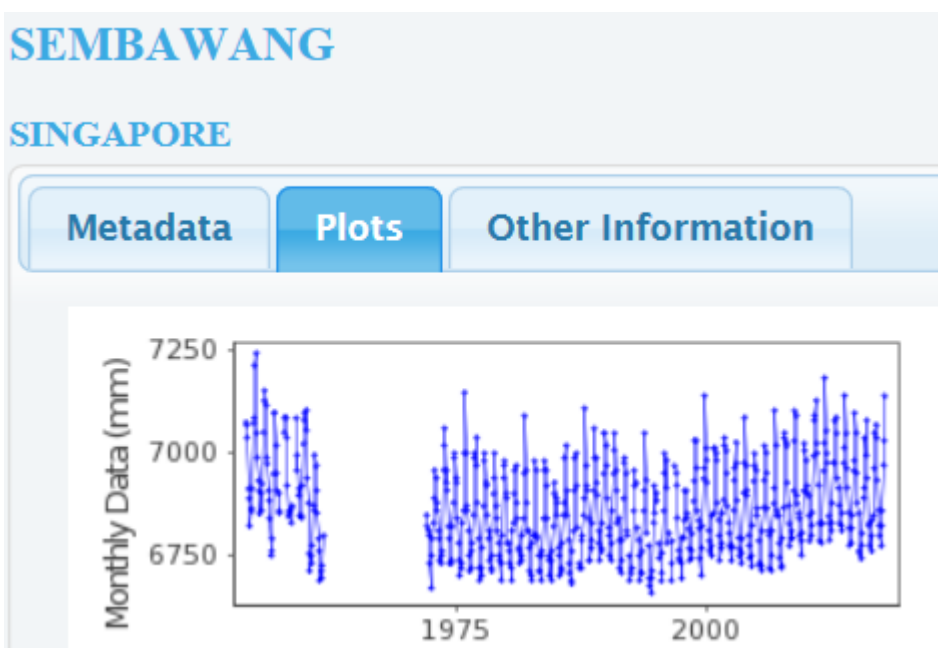 SEMBAWANG
SINGAPORE
Metadata Plots Other Information
Monthly Data (mm)
7250
7000
6750
1975 2000